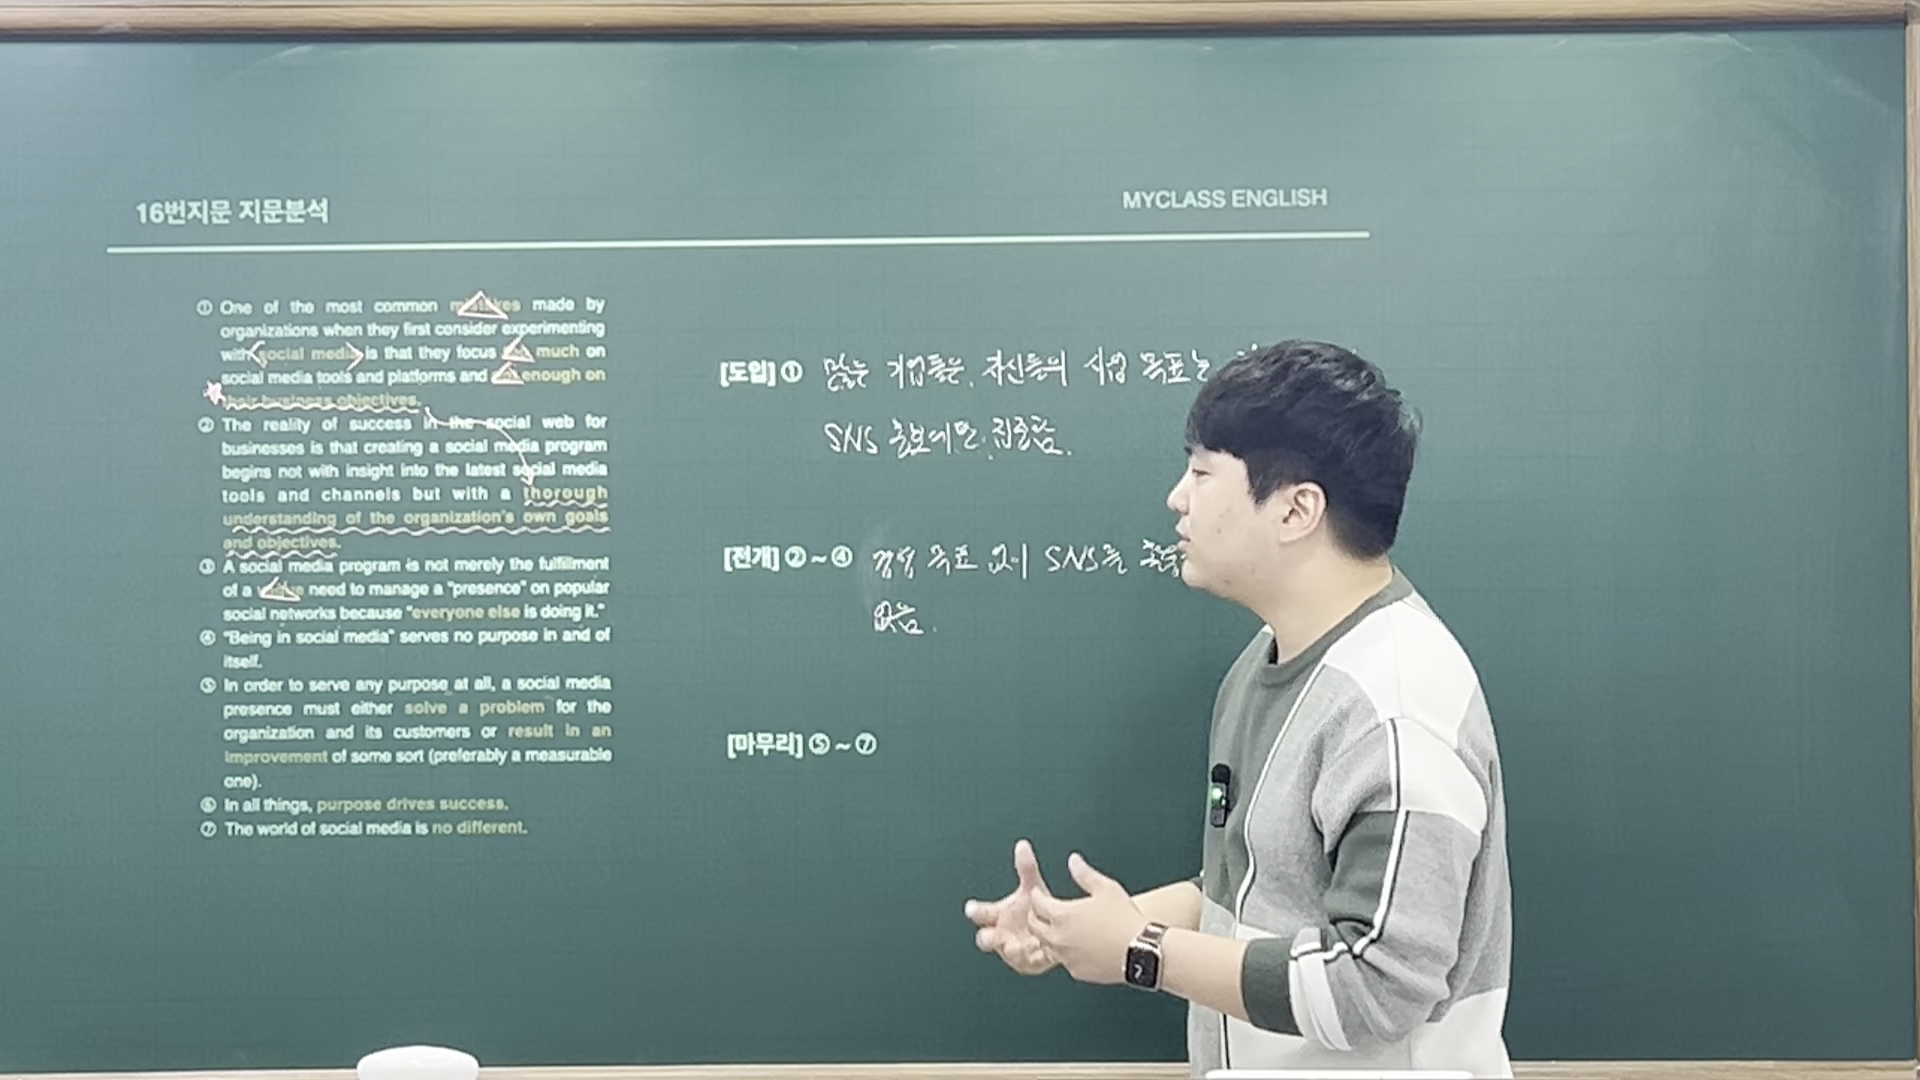 16번지문 지문분석
MYCLASS ENGLISH
① One of the most common mistakes made by
organizations when they first consider experimenting
with social media is that they focus too much on
social media tools and platforms and not enough on
their business objectives.
② The reality of success in the social web for
businesses is that creating a social media program
begins not with insight into the latest social media
tools and channels but with a thorough
understanding of the organization's own goals
and objectives.
③ A social media program is not merely the fulfillment
of a need to manage a "presence" on popular
social networks because "everyone else is doing it."
④ "Being in social media" serves no purpose in and of
itself.
⑤ In order to serve any purpose at all, a social media
presence must either solve a problem for the
organization and its customers or result in an
improvement of some sort (preferably a measurable
one).
⑥ In all things, purpose drives success.
⑦ The world of social media is no different.
[도입] ① 많은 기업들은, 자신들의 사업 목표는
SNS 홍보에만 집중함.
[전개] ② ~ ④ 목표 없이 SNS를
없음.
[마무리] ⑤ ~ ⑦